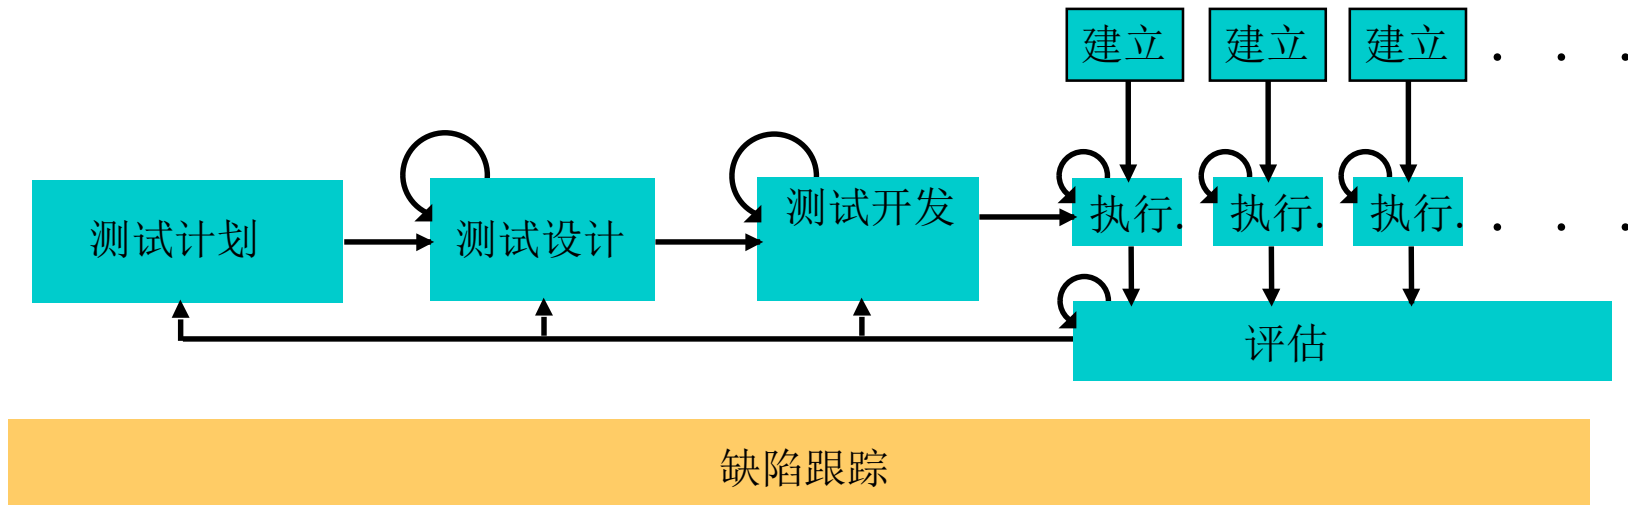 建立 建立 建立 . . .
测试计划 测试设计 测试开发 执行. 执行. 执行. . . .
评估
缺陷跟踪